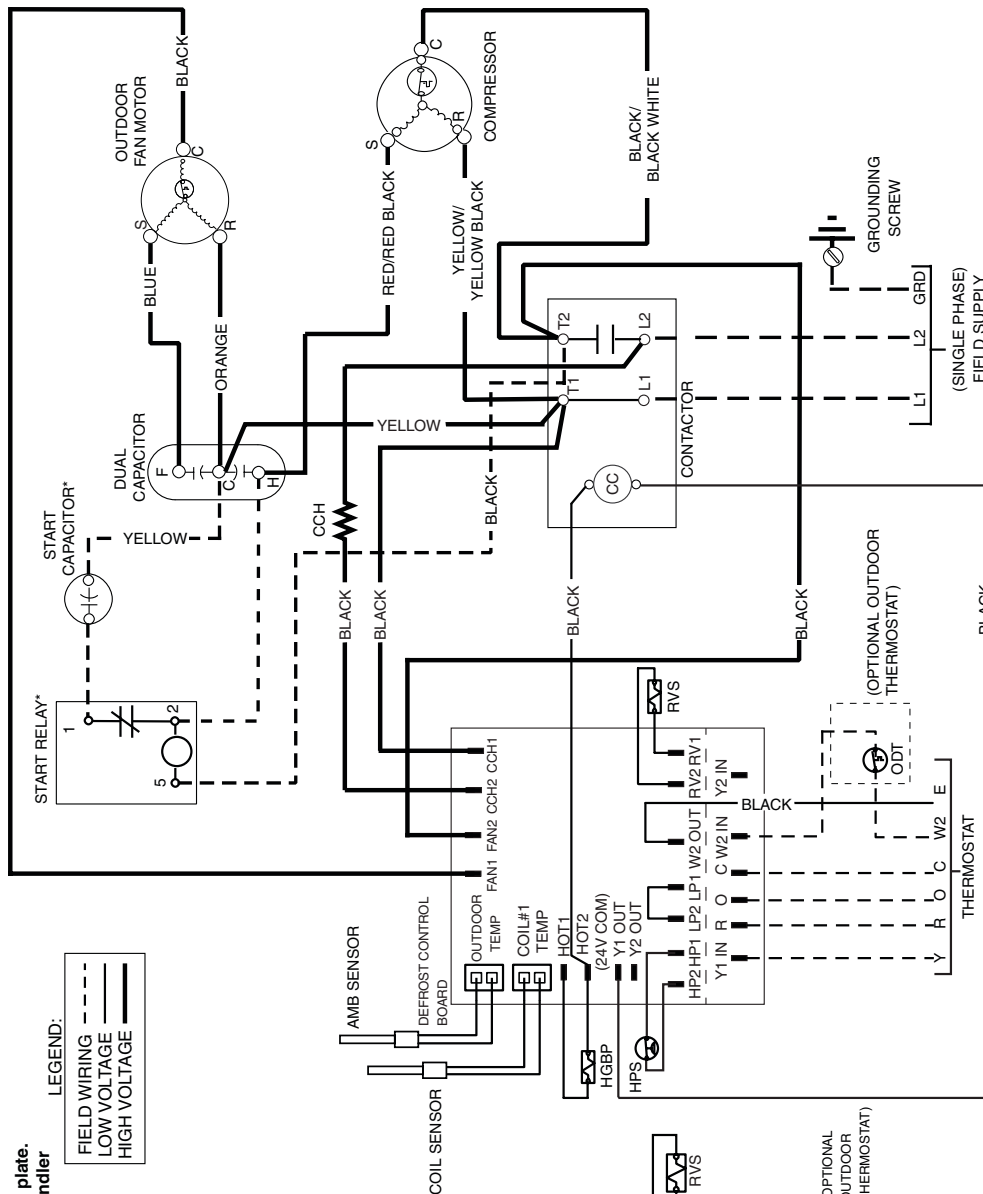 plate.
ndler
LEGEND:
FIELD WIRING
LOW VOLTAGE
HIGH VOLTAGE
OUTDOOR
FAN MOTOR
BLACK
S
C
R
BLUE
ORANGE
DUAL
CAPACITOR
F
C
H
START
CAPACITOR*
YELLOW
START RELAY*
1
2
5
COMPRESSOR
C
S
R
RED/RED BLACK
YELLOW/
YELLOW BLACK
BLACK/
BLACK WHITE
YELLOW
CCH
BLACK
BLACK
BLACK
T2
L2
T1
L1
CC
CONTACTOR
GROUNDING
SCREW
L1
L2
GRD
(SINGLE PHASE)
FIELD SUPPLY
BLACK
BLACK
BLACK
AMB SENSOR
COIL SENSOR
DEFROST CONTROL
BOARD
OUTDOOR
TEMP
COIL#1
TEMP
FAN1
FAN2
CCH2
CCH1
HOT1
HOT2
(24V COM)
Y1 OUT
Y2 OUT
HP2
HP1
LP2
LP1
W2 OUT
RV2
RV1
Y1 IN
R
O
C
W2 IN
Y2 IN
HGBP
HPS
RVS
BLACK
(OPTIONAL OUTDOOR
THERMOSTAT)
ODT
Y
R
O
C
W2
E
THERMOSTAT
RVS
OPTIONAL
UTDOOR
HERMOSTAT)